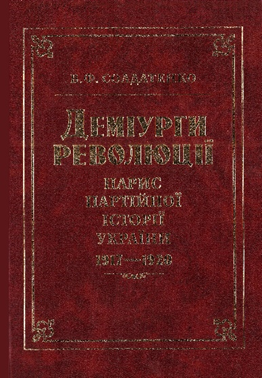 В. Ф. СОЛДАТЕНКО
ДЕМІУРГИ
РЕВОЛЮЦІЇ
НАРИС
ПАРТІЙНОЇ
ІСТОРІЇ
УКРАЇНИ
1917—1920